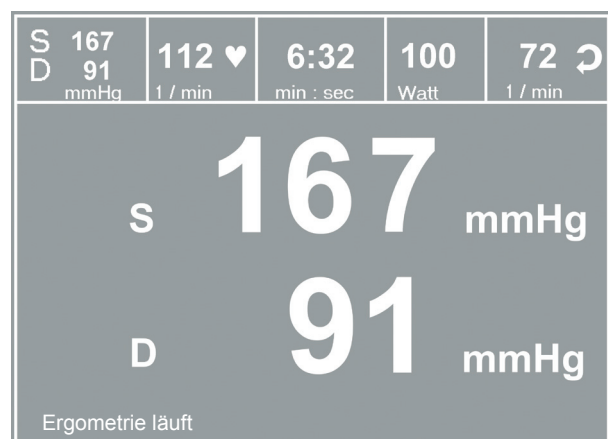 S 167
D 91
mmHg
112 ♥
1 / min
6:32
min : sec
100
Watt
72
1 / min
S 167 mmHg
D 91 mmHg
Ergometrie läuft